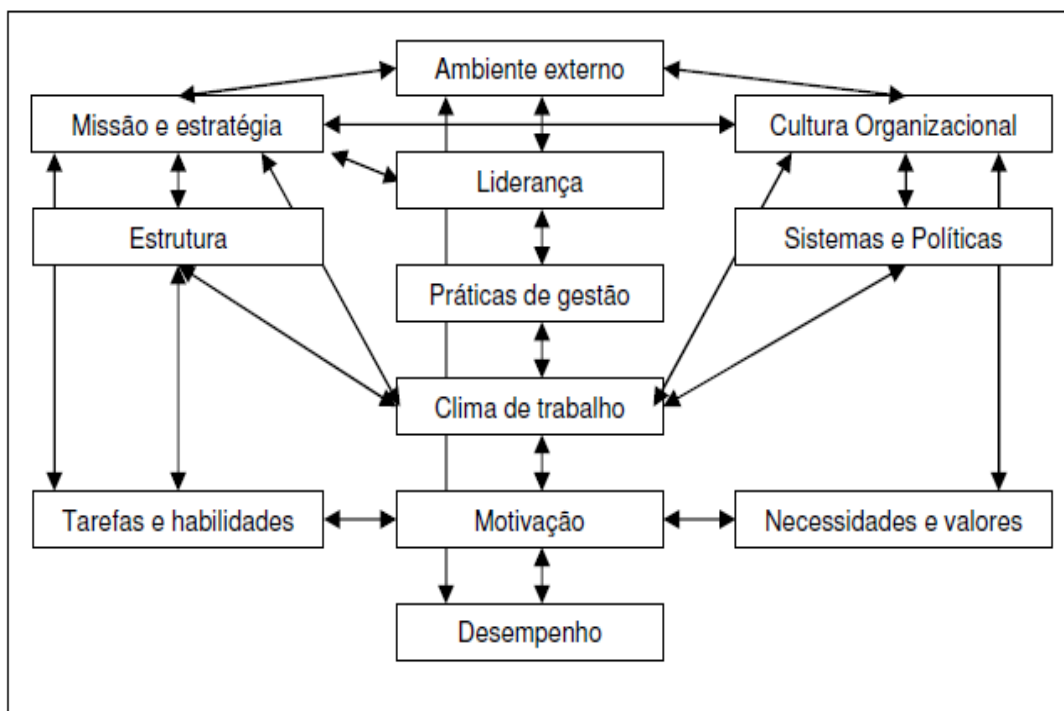 Ambiente externo
Missão e estratégia
Cultura Organizacional
Liderança
Estrutura
Sistemas e Políticas
Práticas de gestão
Clima de trabalho
Tarefas e habilidades
Motivação
Necessidades e valores
Desempenho